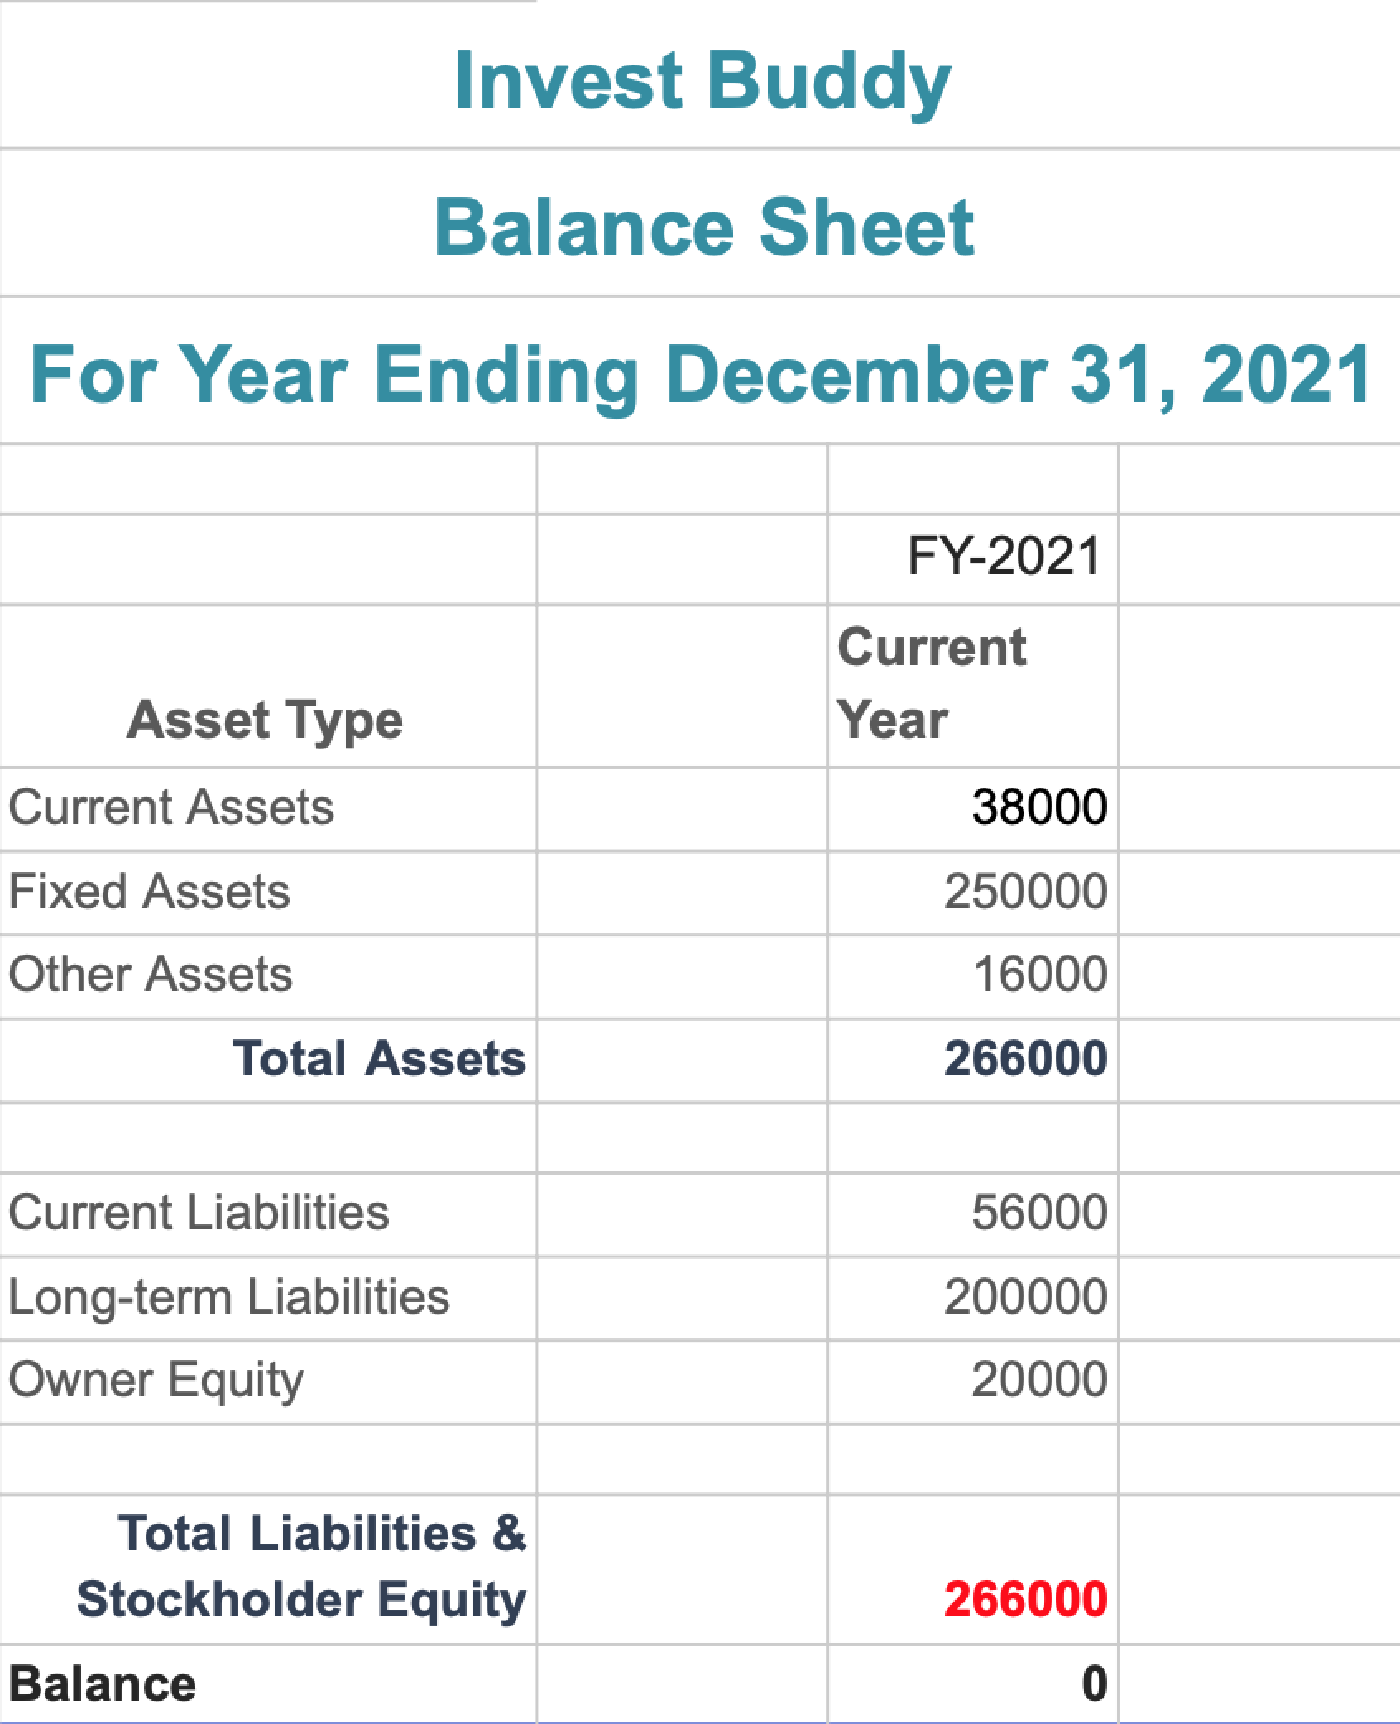 Invest Buddy
Balance Sheet
For Year Ending December 31, 2021
FY-2021
Current
Asset Type Year
Current Assets 38000
Fixed Assets 250000
Other Assets 16000
Total Assets 266000
Current Liabilities 56000
Long-term Liabilities 200000
Owner Equity 20000
Total Liabilities &
Stockholder Equity 266000
Balance 0